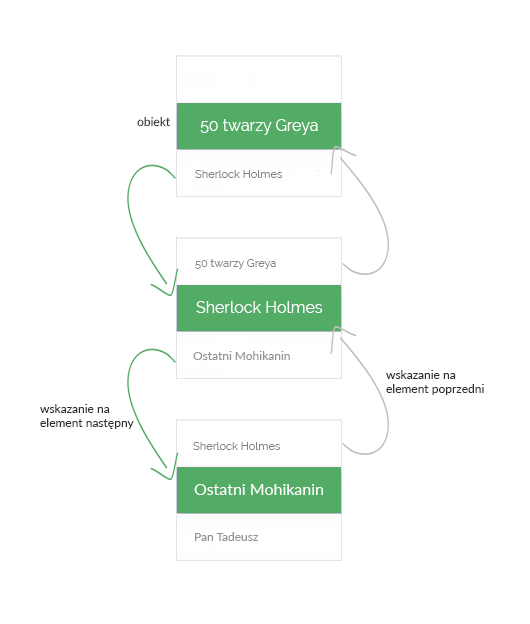 obiekt
50 twarzy Greya
Sherlock Holmes
50 twarzy Greya
Sherlock Holmes
Ostatni Mohikanin
wskazanie na
element poprzedni
wskazanie na
element następny
Sherlock Holmes
Ostatni Mohikanin
Pan Tadeusz